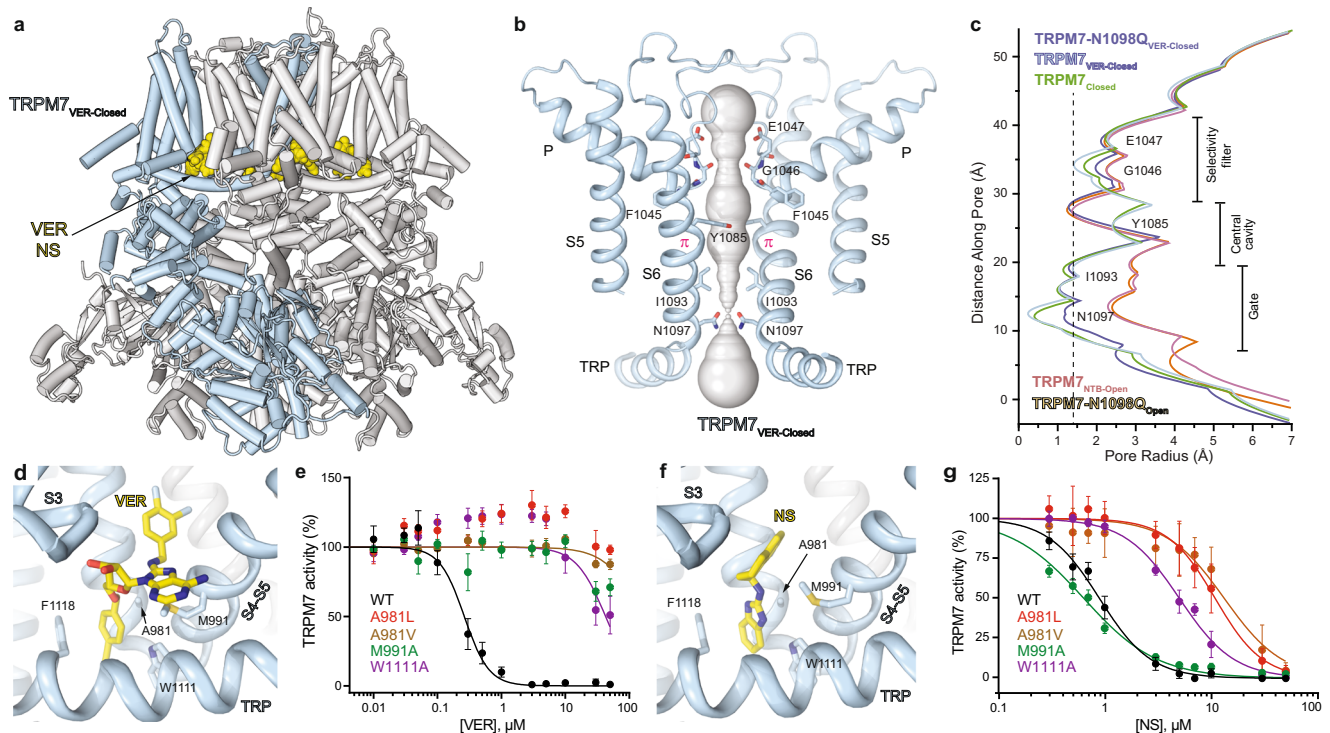 a
TRPM7VER-Closed
VER
NS
b
P
P
E1047
G1046
F1045
F1045
Y1085
S5
π
π
S5
S6
S6
I1093
I1093
N1097
N1097
TRP
TRP
TRPM7VER-Closed
c
TRPM7-N1098QVER-Closed
TRPM7VER-Closed
TRPM7Closed
E1047
G1046
Selectivity
filter
Y1085
Central
cavity
I1093
N1097
Gate
TRPM7NTB-Open
TRPM7-N1098QOpen
Distance Along Pore (Å)
50
40
30
20
10
0
0 1 2 3 4 5 6 7
Pore Radius (Å)
d
S3
VER
F1118
A981
M991
S4-S5
W1111
TRP
e
TRPM7 activity (%)
150
100
50
0
WT
A981L
A981V
M991A
W1111A
0.01 0.1 1 10 100
[VER], μM
f
S3
NS
A981
M991
F1118
S4-S5
W1111
TRP
g
TRPM7 activity (%)
125
100
75
50
25
0
WT
A981L
A981V
M991A
W1111A
0.1 1 10 100
[NS], μM